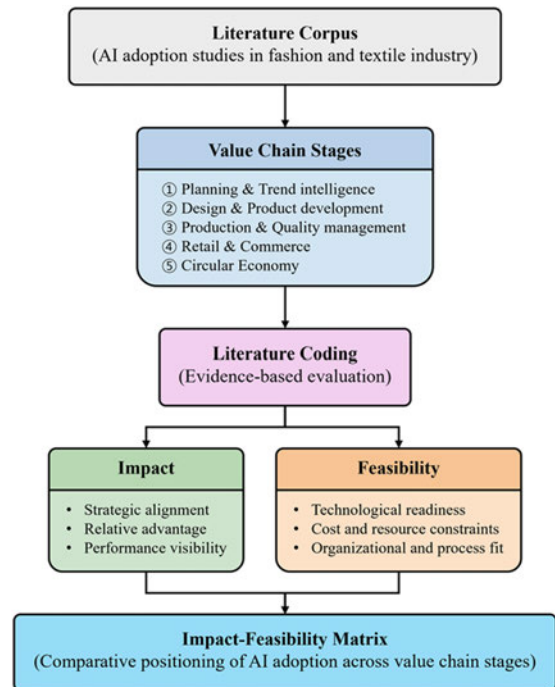 Literature Corpus
(AI adoption studies in fashion and textile industry)
Value Chain Stages
① Planning & Trend intelligence
② Design & Product development
③ Production & Quality management
④ Retail & Commerce
⑤ Circular Economy
Literature Coding
(Evidence-based evaluation)
Impact
• Strategic alignment
• Relative advantage
• Performance visibility
Feasibility
• Technological readiness
• Cost and resource constraints
• Organizational and process fit
Impact-Feasibility Matrix
(Comparative positioning of AI adoption across value chain stages)